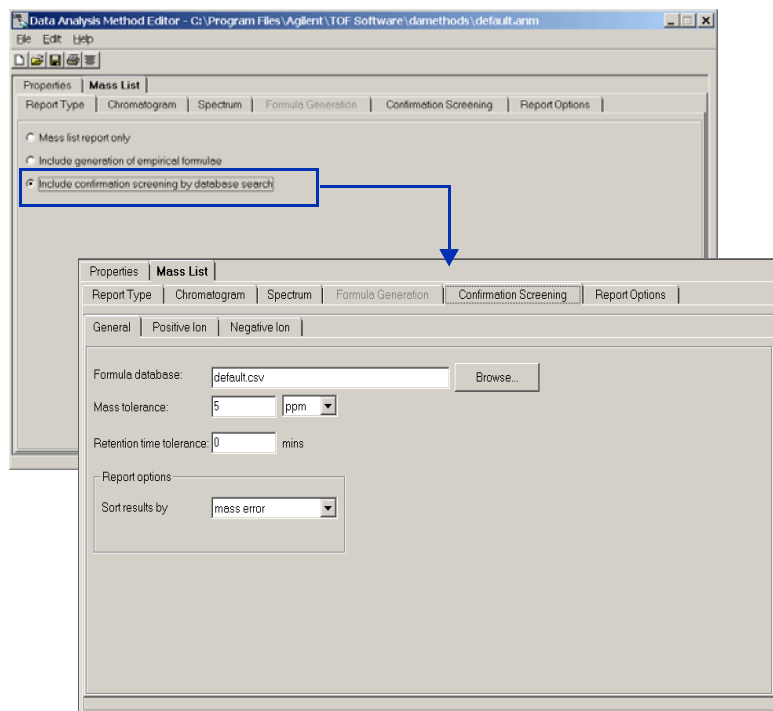 Data Analysis Method Editor - C:\Program Files\Agilent\TOF Software\damethods\default.anm
File Edit Help
Properties Mass List
Report Type Chromatogram Spectrum Formula Generation Confirmation Screening Report Options
Mass list report only
Include generation of empirical formulae
Include confirmation screening by database search
Properties Mass List
Report Type Chromatogram Spectrum Formula Generation Confirmation Screening Report Options
General Positive Ion Negative Ion
Formula database: default.csv Browse...
Mass tolerance: 5 ppm
Retention time tolerance: 0 mins
Report options
Sort results by mass error